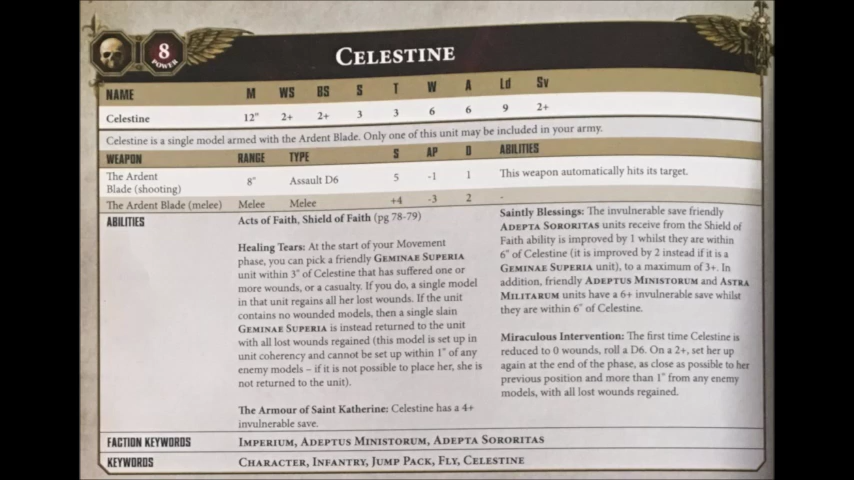 8
POWER
CELESTINE
NAME M WS BS S T W A Ld Sv
Celestine 12" 2+ 2+ 3 3 6 6 9 2+
Celestine is a single model armed with the Ardent Blade. Only one of this unit may be included in your army.
WEAPON RANGE TYPE S AP D ABILITIES
The Ardent
Blade (shooting) 8" Assault D6 5 -1 1 This weapon automatically hits its target.
The Ardent Blade (melee) Melee Melee +4 -3 2 -
ABILITIES
Acts of Faith, Shield of Faith (pg 78-79)
Healing Tears: At the start of your Movement
phase, you can pick a friendly GEMINAE SUPERIA
unit within 3" of Celestine that has suffered one or
more wounds, or a casualty. If you do, a single model
in that unit regains all her lost wounds. If the unit
contains no wounded models, then a single slain
GEMINAE SUPERIA is instead returned to the unit
with all lost wounds regained (this model is set up in
unit coherency and cannot be set up within 1" of any
enemy models – if it is not possible to place her, she is
not returned to the unit).
The Armour of Saint Katherine: Celestine has a 4+
invulnerable save.
Saintly Blessings: The invulnerable save friendly
ADEPTA SORORITAS units receive from the Shield of
Faith ability is improved by 1 whilst they are within
6" of Celestine (it is improved by 2 instead if it is a
GEMINAE SUPERIA unit), to a maximum of 3+. In
addition, friendly ADEPTUS MINISTORUM and ASTRA
MILITARUM units have a 6+ invulnerable save whilst
they are within 6" of Celestine.
Miraculous Intervention: The first time Celestine is
reduced to 0 wounds, roll a D6. On a 2+, set her up
again at the end of the phase, as close as possible to her
previous position and more than 1" from any enemy
models, with all lost wounds regained.
FACTION KEYWORDS IMPERIUM, ADEPTUS MINISTORUM, ADEPTA SORORITAS
KEYWORDS CHARACTER, INFANTRY, JUMP PACK, FLY, CELESTINE